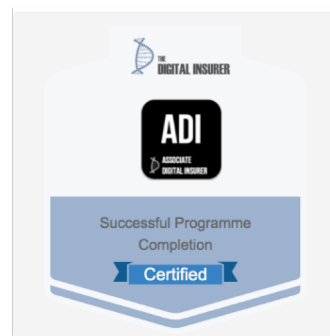 THE
DIGITAL INSURER
ADI
ASSOCIATE
DIGITAL INSURER
Successful Programme
Completion
Certified